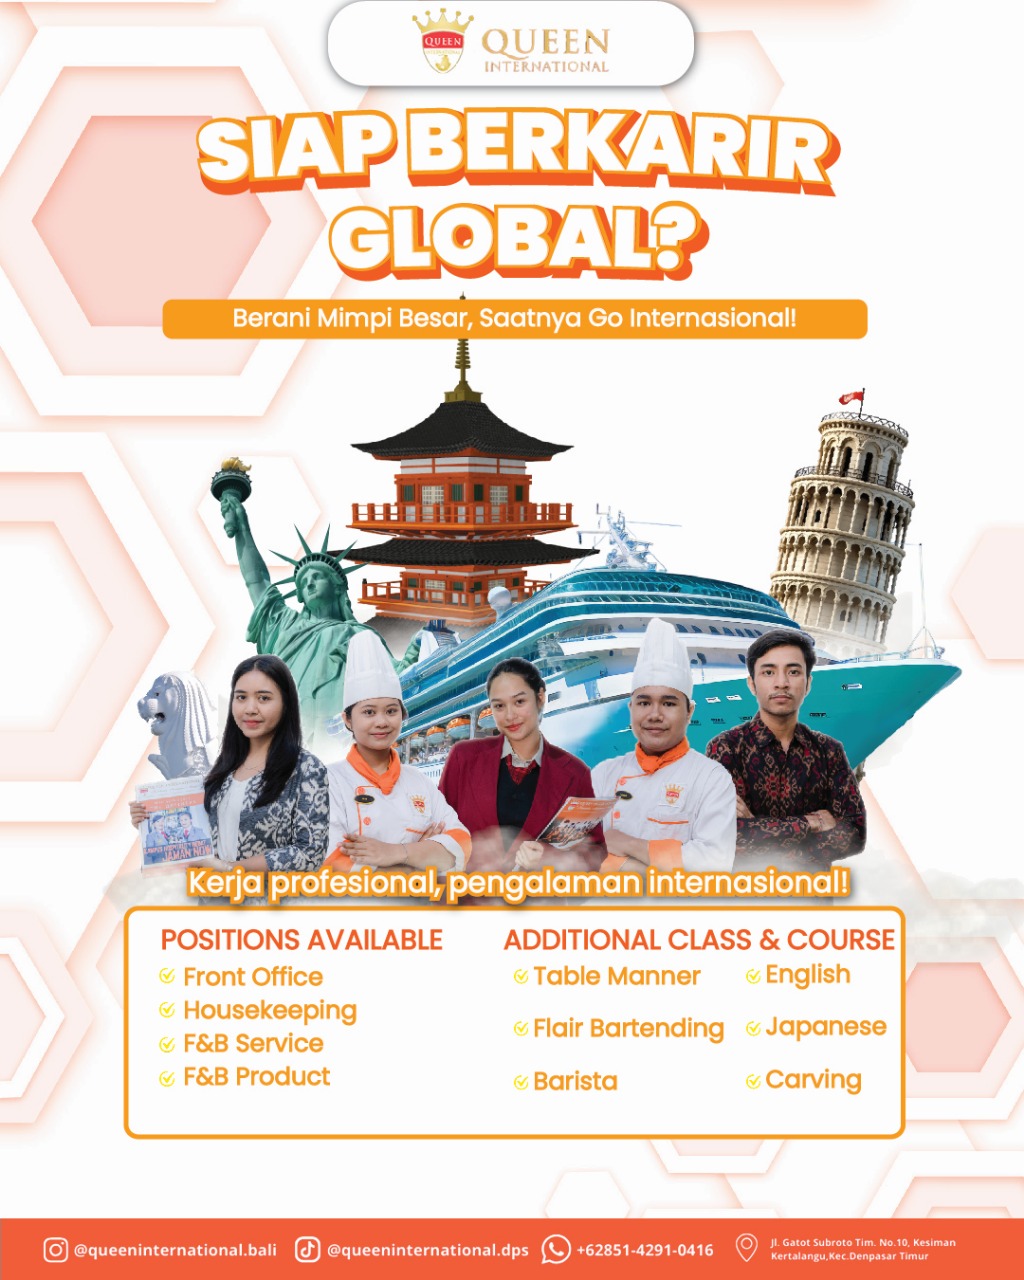 QUEEN
QUEEN
INTERNATIONAL
SIAP BERKARIR
GLOBAL?
Berani Mimpi Besar, Saatnya Go Internasional!
JAMAN NOW
Kerja profesional, pengalaman internasional!
POSITIONS AVAILABLE
Front Office
Housekeeping
F&B Service
F&B Product
ADDITIONAL CLASS & COURSE
Table Manner
English
Flair Bartending
Japanese
Barista
Carving
@queeninternational.bali
@queeninternational.dps
+62851-4291-0416
Jl. Gatot Subroto Tim. No.10, Kesiman
Kertalangu,Kec.Denpasar Timur